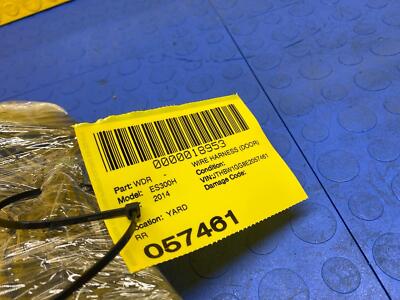 0000018953
Part: WDR - WIRE HARNESS (DOOR)
Model: ES300H Condition:
2014 VIN:JTHBW1GG8E2057461
Damage Code:
Location: YARD
RR
057461